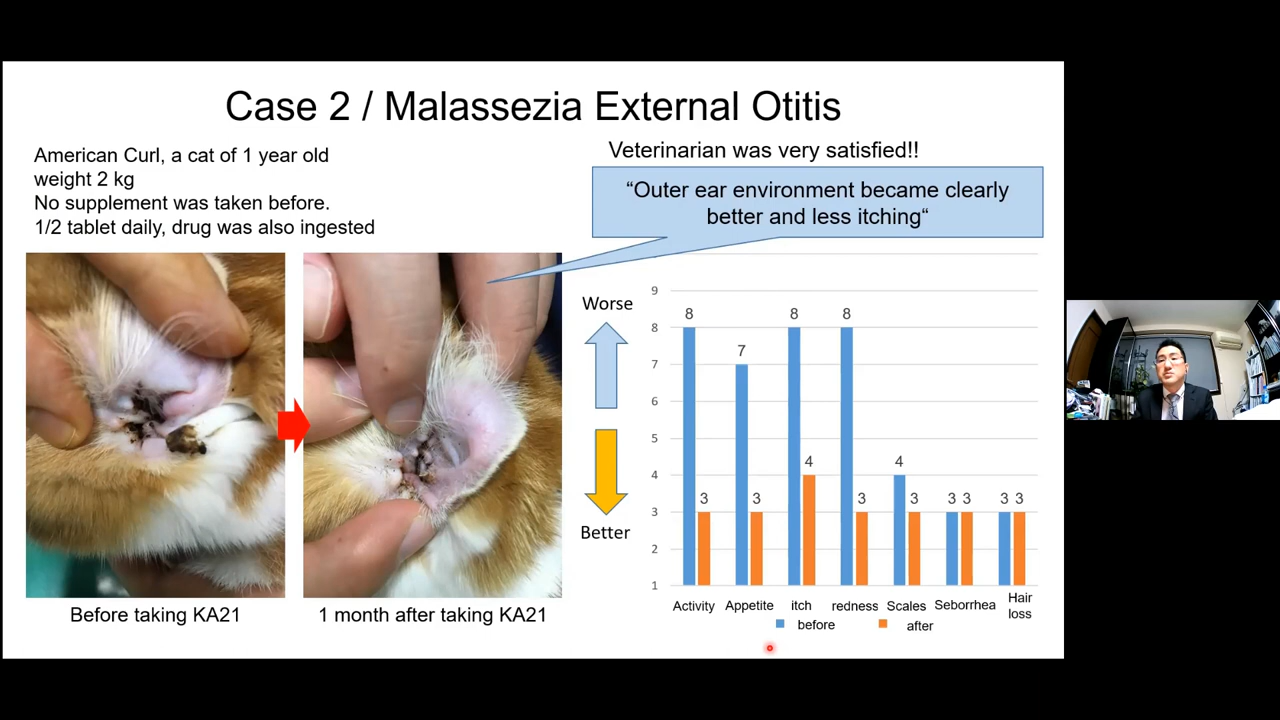 Case 2 / Malassezia External Otitis
American Curl, a cat of 1 year old
weight 2 kg
No supplement was taken before.
1/2 tablet daily, drug was also ingested
Veterinarian was very satisfied!!
“Outer ear environment became clearly
better and less itching“
Before taking KA21
1 month after taking KA21
Worse
Better
9
8
7
6
5
4
3
2
1
8 3
7 3
8 4
8 3
4 3
3 3
3 3
Activity Appetite itch redness Scales Seborrhea Hair
loss
before after